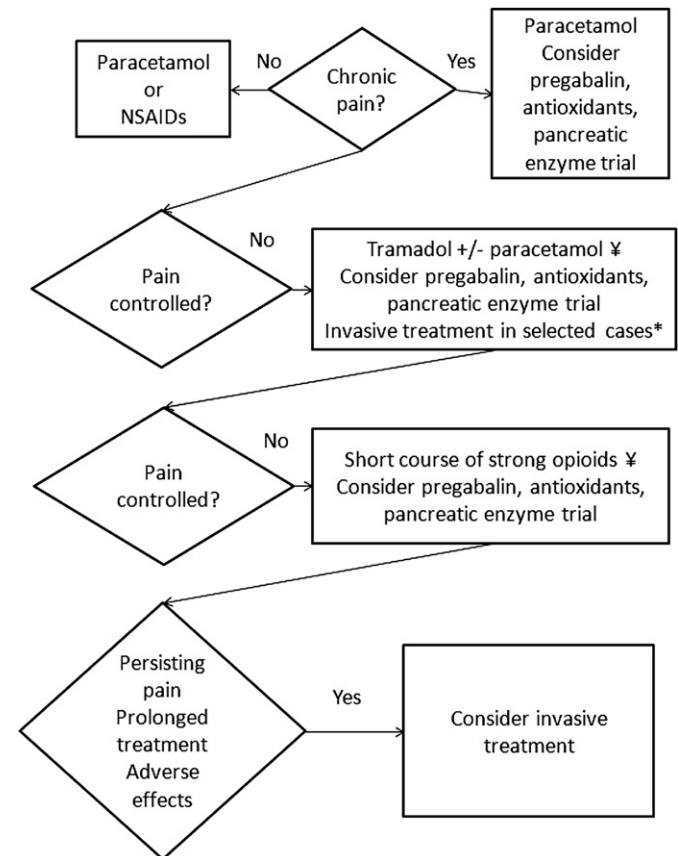 No
Yes
Paracetamol
or
NSAIDs
Chronic
pain?
Paracetamol
Consider
pregabalin,
antioxidants,
pancreatic
enzyme trial
Pain
controlled?
No
Tramadol +/- paracetamol ¥
Consider pregabalin, antioxidants,
pancreatic enzyme trial
Invasive treatment in selected cases*
Pain
controlled?
No
Short course of strong opioids ¥
Consider pregabalin, antioxidants,
pancreatic enzyme trial
Persisting
pain
Prolonged
treatment
Adverse
effects
Yes
Consider invasive
treatment